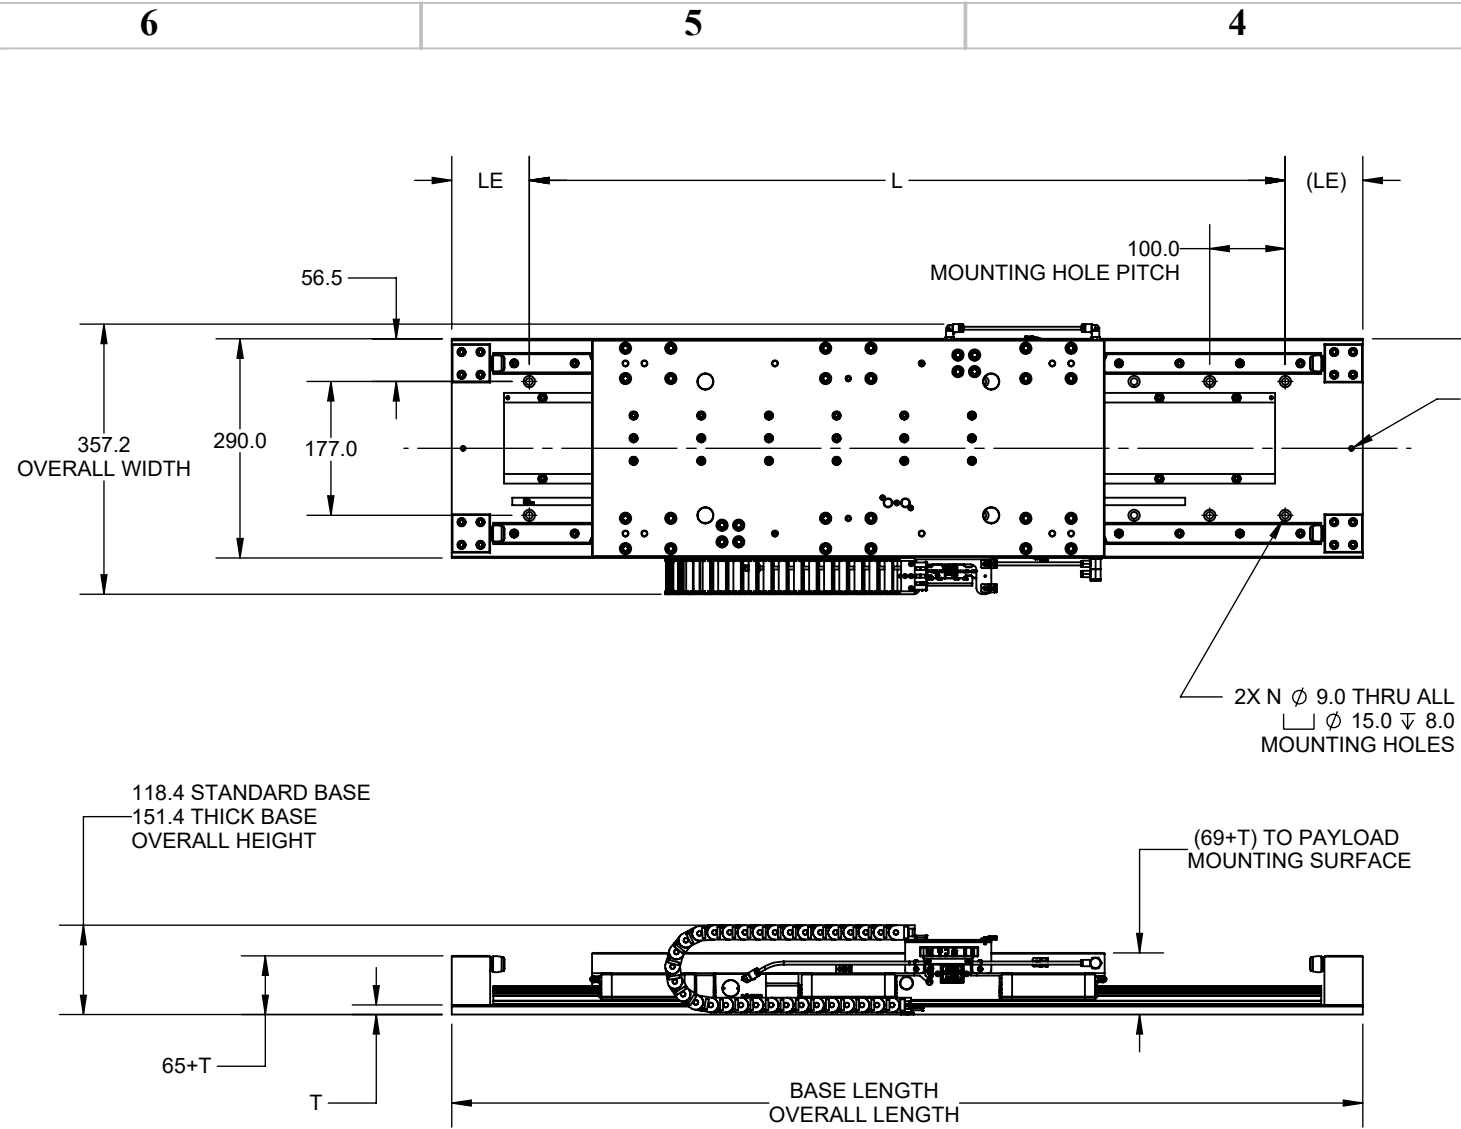 6 5 4
LE L (LE)
100.0
MOUNTING HOLE PITCH
56.5
357.2
OVERALL WIDTH
290.0
177.0
2X N ∅ 9.0 THRU ALL
⌴ ∅ 15.0 ↧ 8.0
MOUNTING HOLES
118.4 STANDARD BASE
151.4 THICK BASE
OVERALL HEIGHT
(69+T) TO PAYLOAD
MOUNTING SURFACE
65+T
T
BASE LENGTH
OVERALL LENGTH